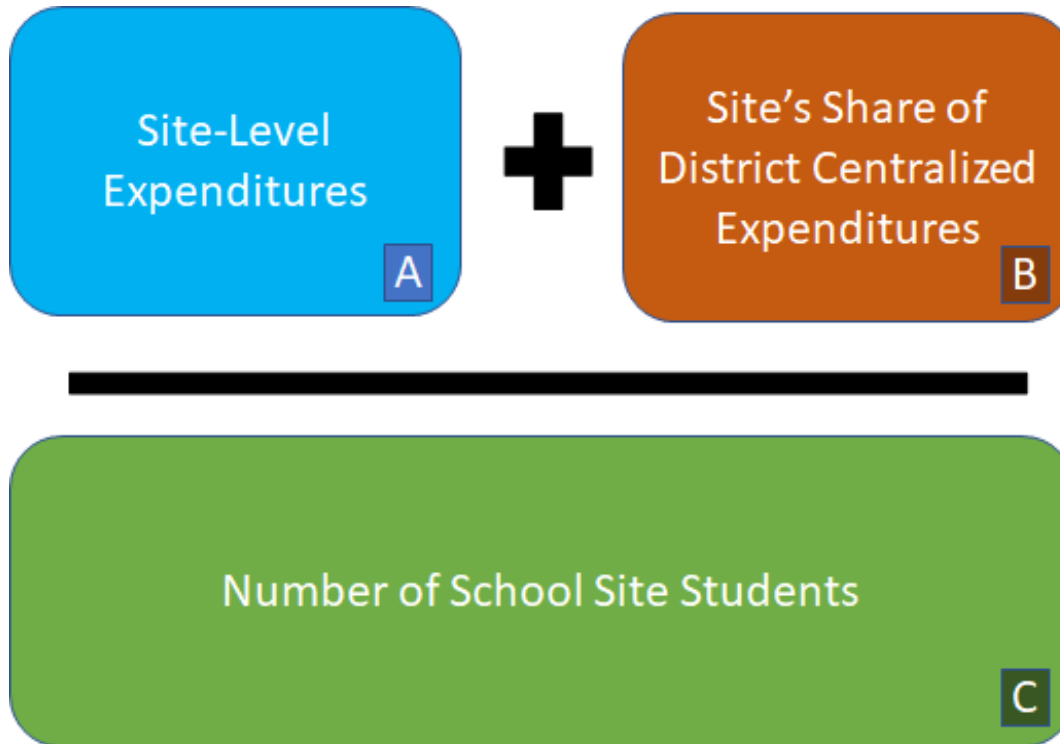 Site-Level
Expenditures
A
Site’s Share of
District Centralized
Expenditures
B
Number of School Site Students
C